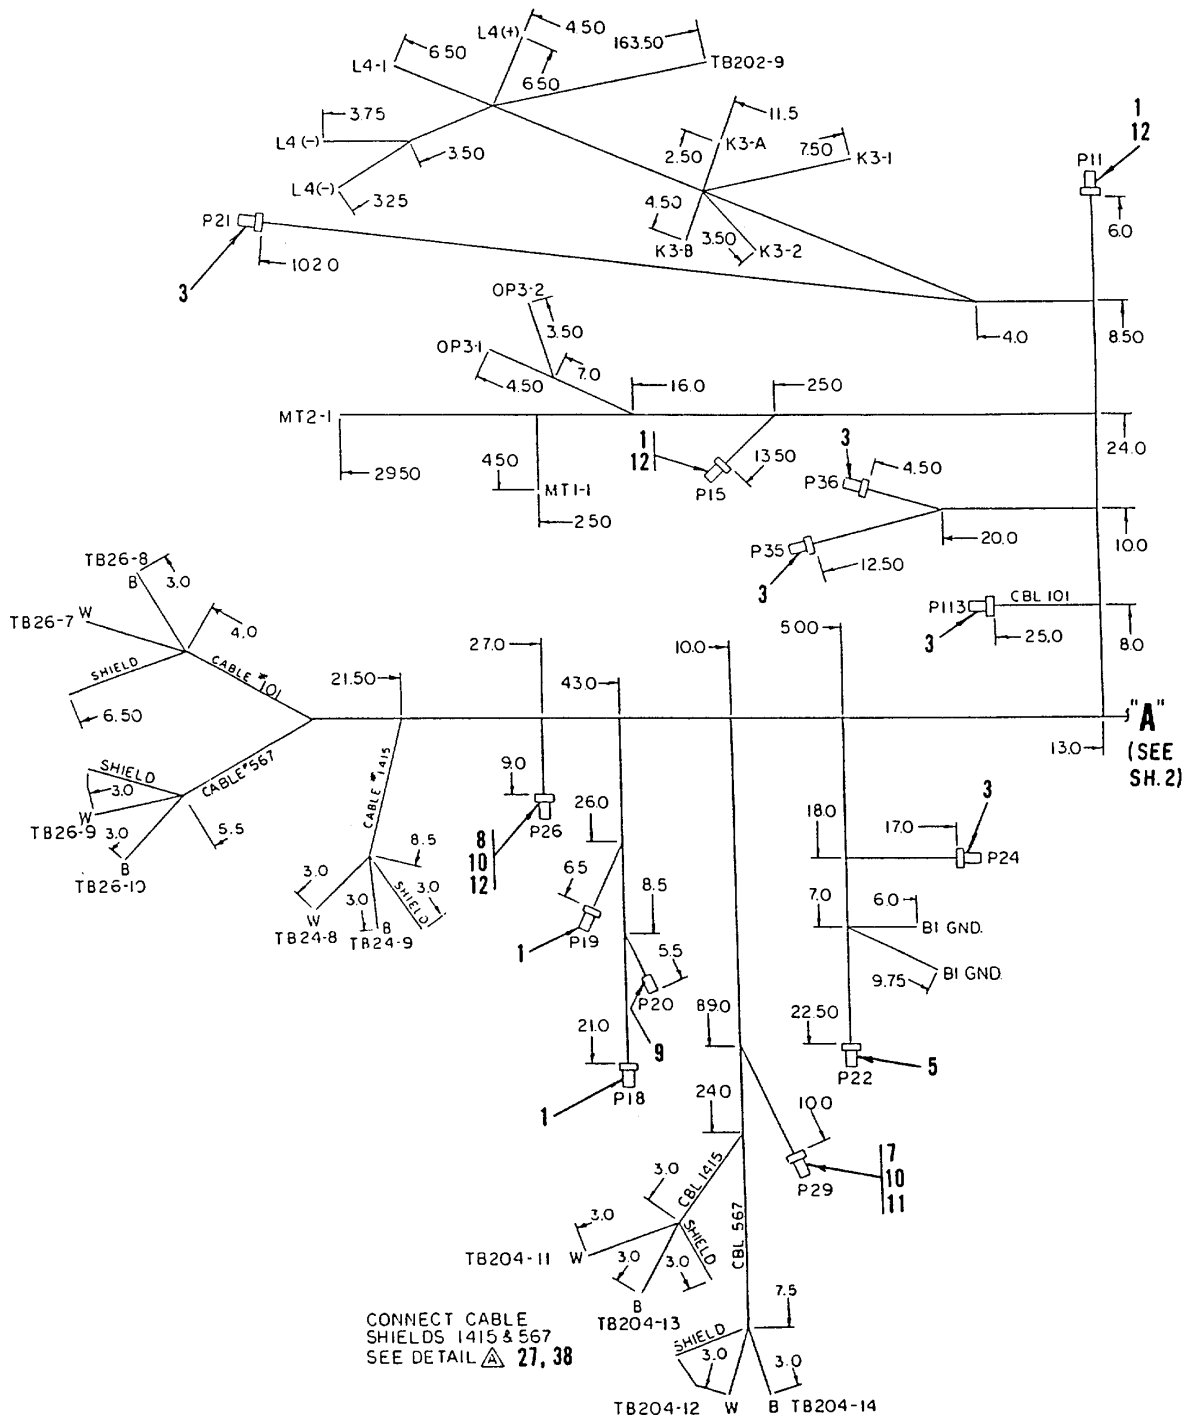 L4(+)
4.50
163.50
6.50
L4-1
6.50
TB202-9
3.75
L4(-)
3.50
L4(-)
3.25
11.5
2.50
K3-A
7.50
K3-1
4.50
K3-B
3.50
K3-2
1
12
P11
6.0
P21
102.0
3
4.0
8.50
OP3-2
3.50
OP3-1
7.0
4.50
16.0
25.0
MT2-1
29.50
4.50
MT1-1
2.50
1
12
P15
13.50
24.0
3
4.50
P36
P35
3
12.50
20.0
10.0
P113
CBL 101
3
25.0
8.0
TB26-8
B
3.0
TB26-7
W
4.0
SHIELD
CABLE #101
6.50
21.50
27.0
43.0
10.0
5.00
"A"
(SEE
SH.2)
13.0
SHIELD
3.0
CABLE #567
W
TB26-9
3.0
5.5
B
TB26-10
CABLE #1415
8.5
3.0
3.0
SHIELD
3.0
W
TB24-8
B
TB24-9
9.0
P26
8
10
12
26.0
6.5
P19
1
8.5
5.5
P20
9
21.0
P18
1
18.0
17.0
3
P24
7.0
6.0
B1 GND.
B1 GND.
9.75
22.50
P22
5
89.0
24.0
10.0
P29
7
10
11
3.0
CBL 1415
CBL 567
3.0
TB204-11 W
SHIELD
3.0
3.0
B
TB204-13
7.5
SHIELD
3.0
3.0
TB204-12 W
B TB204-14
CONNECT CABLE
SHIELDS 1415 & 567
SEE DETAIL A 27, 38